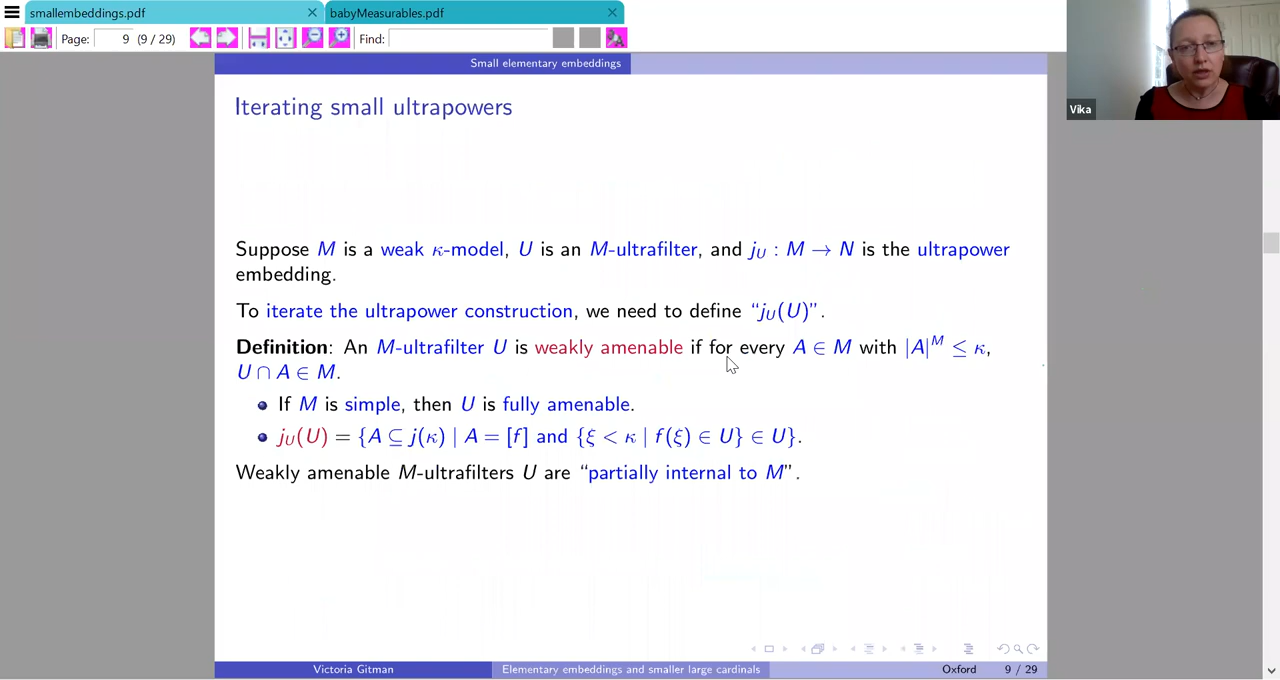 smallembeddings.pdf
babyMeasurables.pdf
Page: 9 (9 / 29) Find:
Vika
Small elementary embeddings
Iterating small ultrapowers
Suppose M is a weak κ-model, U is an M-ultrafilter, and j_U : M → N is the ultrapower
embedding.
To iterate the ultrapower construction, we need to define “j_U(U)”.
Definition: An M-ultrafilter U is weakly amenable if for every A ∈ M with |A|^M ≤ κ,
U ∩ A ∈ M.
If M is simple, then U is fully amenable.
j_U(U) = {A ⊆ j(κ) | A = [f] and {ξ < κ | f(ξ) ∈ U} ∈ U}.
Weakly amenable M-ultrafilters U are “partially internal to M”.
Victoria Gitman Elementary embeddings and smaller large cardinals Oxford 9 / 29